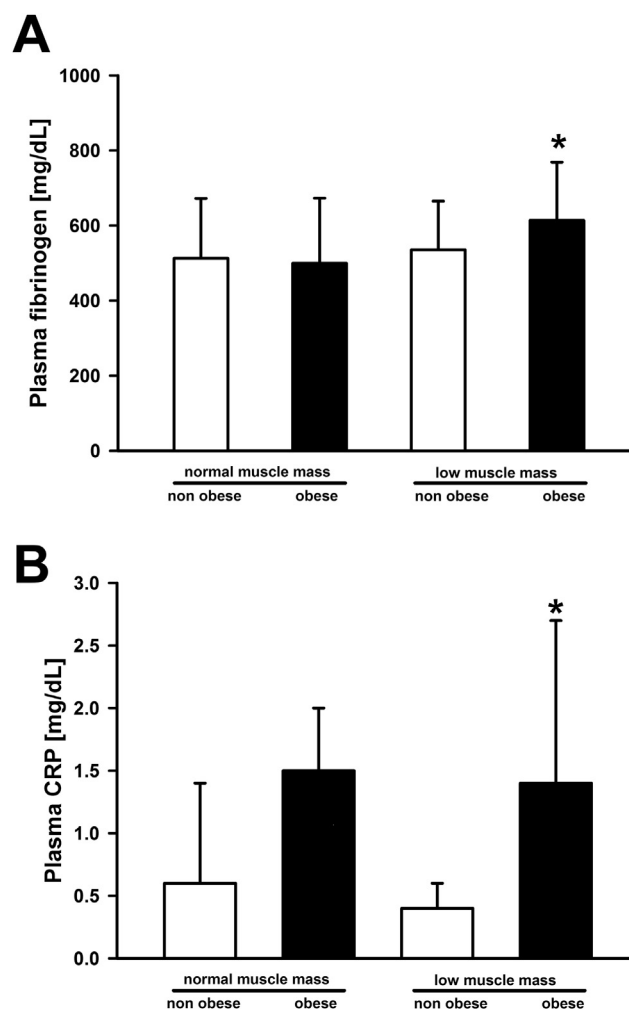 A
Plasma fibrinogen [mg/dL]
1000
800
600
400
200
0
*
normal muscle mass low muscle mass
non obese obese non obese obese
B
Plasma CRP [mg/dL]
3.0
2.5
2.0
1.5
1.0
0.5
0.0
*
normal muscle mass low muscle mass
non obese obese non obese obese